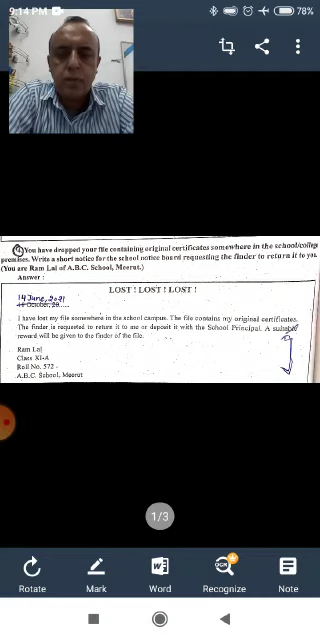 9:14 PM
78%
(4) You have dropped your file containing original certificates somewhere in the school/college
premises. Write a short notice for the school notice board requesting the finder to return it to you.
(You are Ram Lal of A.B.C. School, Meerut.)
Answer :
LOST ! LOST ! LOST !
14 June, 2021
14 October, 20
I have lost my file somewhere in the school campus. The file contains my original certificates.
The finder is requested to return it to me or deposit it with the School Principal. A suitable
reward will be given to the finder of the file.
Ram Lal
Class XI-A
Roll No. 572
A.B.C. School, Meerut
1/3
W
OCR
Rotate
Mark
Word
Recognize
Note